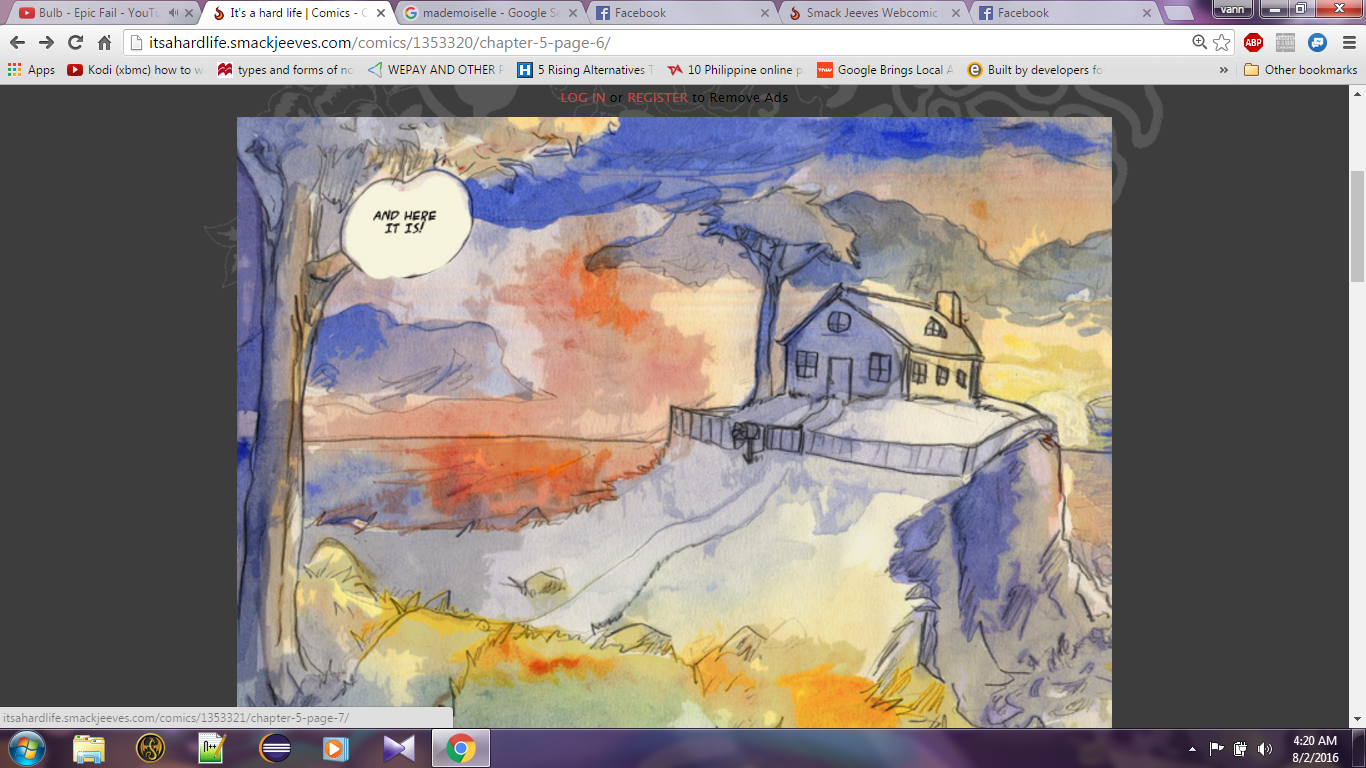 Bulb - Epic Fail - YouTu
It's a hard life | Comics - C
mademoiselle - Google Se
Facebook
Smack Jeeves Webcomic
Facebook
vann
itsahardlife.smackjeeves.com/comics/1353320/chapter-5-page-6/
ABP
Apps
Kodi (xbmc) how to w
types and forms of no
WEPAY AND OTHER F
H
5 Rising Alternatives T
10 Philippine online p
TNW
Google Brings Local A
Built by developers fo
»
Other bookmarks
LOG IN or REGISTER to Remove Ads
AND HERE
IT IS!
itsahardlife.smackjeeves.com/comics/1353321/chapter-5-page-7/
4:20 AM
8/2/2016